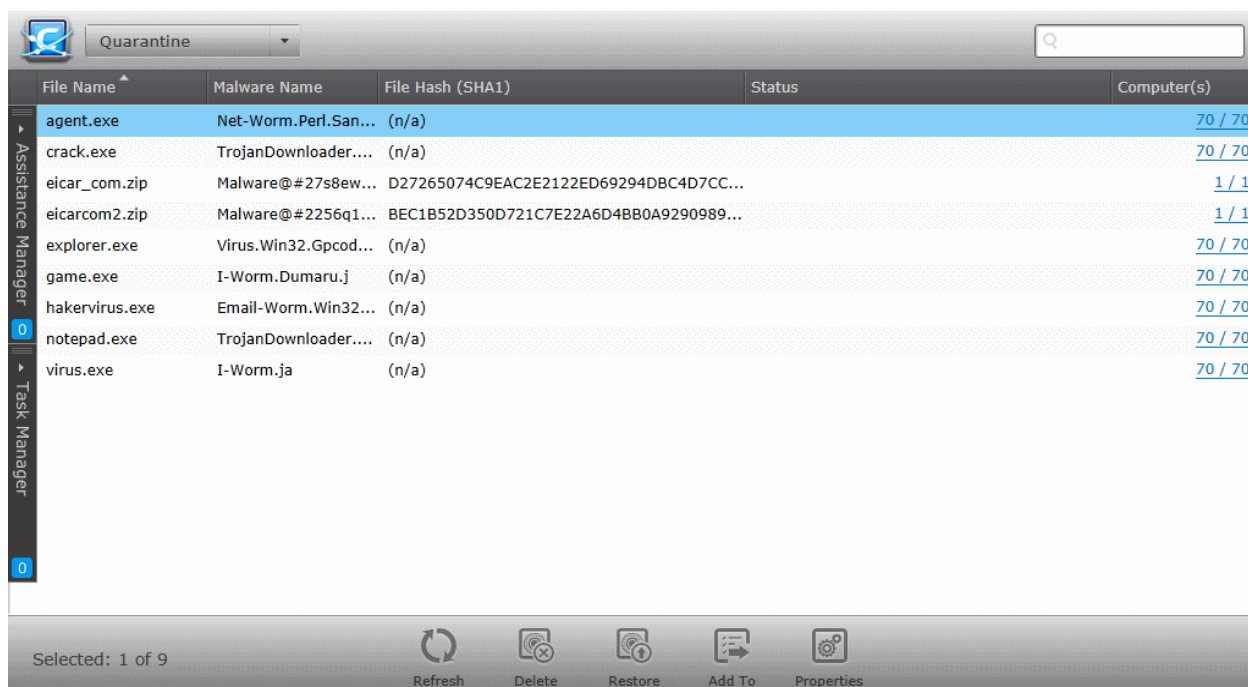 Quarantine
File Name Malware Name File Hash (SHA1) Status Computer(s)
agent.exe Net-Worm.Perl.San... (n/a) 70 / 70
crack.exe TrojanDownloader.... (n/a) 70 / 70
eicar_com.zip Malware@#27s8ew... D27265074C9EAC2E2122ED69294DBC4D7CC... 1 / 1
eicarcom2.zip Malware@#2256q1... BEC1B52D350D721C7E22A6D4BB0A9290989... 1 / 1
explorer.exe Virus.Win32.Gpcod... (n/a) 70 / 70
game.exe I-Worm.Dumaru.j (n/a) 70 / 70
hakervirus.exe Email-Worm.Win32... (n/a) 70 / 70
notepad.exe TrojanDownloader.... (n/a) 70 / 70
virus.exe I-Worm.ja (n/a) 70 / 70
Assistance Manager
0
Task Manager
0
Selected: 1 of 9
Refresh Delete Restore Add To Properties